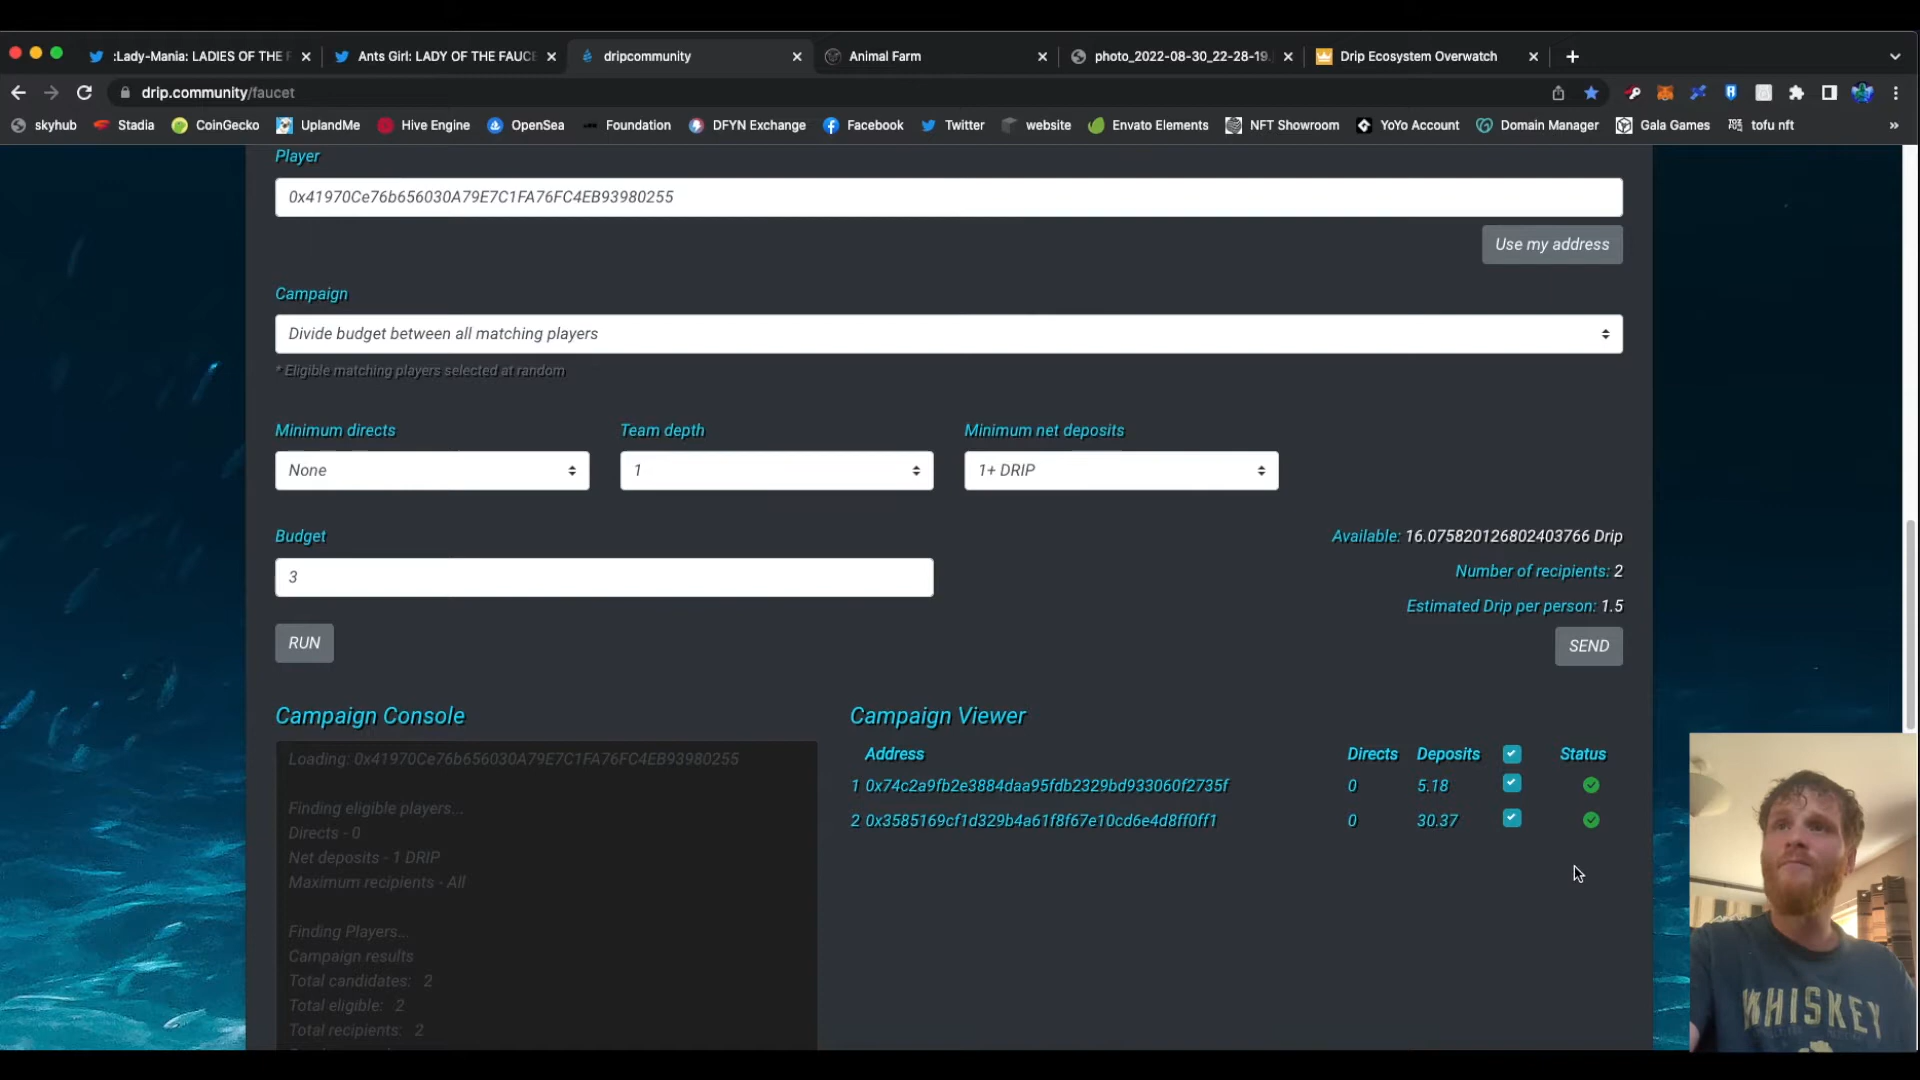 :Lady-Mania: LADIES OF THE F
Ants Girl: LADY OF THE FAUCE
dripcommunity
Animal Farm
photo_2022-08-30_22-28-19.
Drip Ecosystem Overwatch
drip.community/faucet
skyhub
Stadia
CoinGecko
UplandMe
Hive Engine
OpenSea
Foundation
DFYN Exchange
Facebook
Twitter
website
Envato Elements
NFT Showroom
YoYo Account
Domain Manager
Gala Games
tofu nft
Player
0x41970Ce76b656030A79E7C1FA76FC4EB93980255
Use my address
Campaign
Divide budget between all matching players
* Eligible matching players selected at random
Minimum directs
Team depth
Minimum net deposits
None
1
1+ DRIP
Budget
Available: 16.075820126802403766 Drip
3
Number of recipients: 2
Estimated Drip per person: 1.5
RUN
SEND
Campaign Console
Campaign Viewer
Loading: 0x41970Ce76b656030A79E7C1FA76FC4EB93980255
Finding eligible players...
Directs - 0
Net deposits - 1 DRIP
Maximum recipients - All
Finding Players...
Campaign results
Total candidates: 2
Total eligible: 2
Total recipients: 2
Address Directs Deposits Status
1 0x74c2a9fb2e3884daa95fdb2329bd933060f2735f 0 5.18
2 0x3585169cf1d329b4a61f8f67e10cd6e4d8ff0ff1 0 30.37
WHISKEY